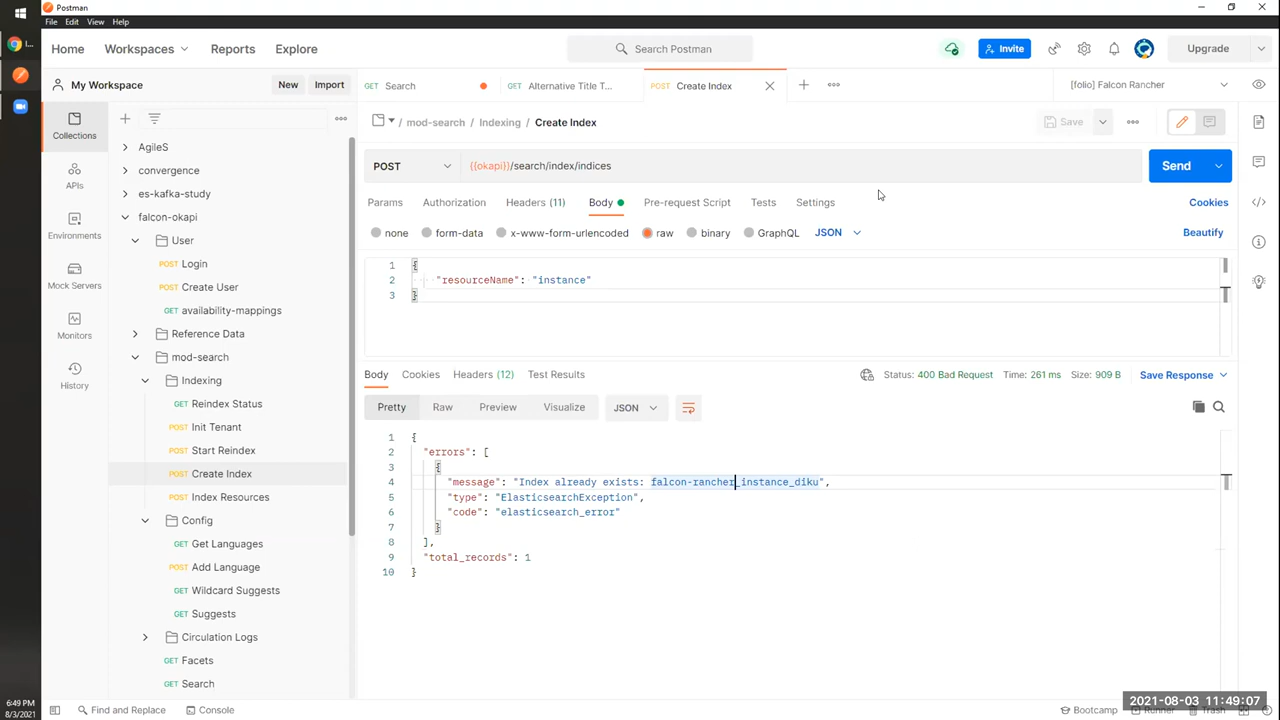 Postman
File Edit View Help
Home Workspaces Reports Explore Search Postman Invite Upgrade
My Workspace New Import GET Search GET Alternative Title T... POST Create Index [folio] Falcon Rancher
Collections
APIs
Environments
Mock Servers
Monitors
History
AgileS
convergence
es-kafka-study
falcon-okapi
User
POST Login
POST Create User
GET availability-mappings
Reference Data
mod-search
Indexing
GET Reindex Status
POST Init Tenant
POST Start Reindex
POST Create Index
POST Index Resources
Config
GET Get Languages
POST Add Language
GET Wildcard Suggests
GET Suggests
Circulation Logs
GET Facets
GET Search
/ mod-search / Indexing / Create Index Save
POST {{okapi}}/search/index/indices Send
Params Authorization Headers (11) Body Pre-request Script Tests Settings Cookies
none form-data x-www-form-urlencoded raw binary GraphQL JSON Beautify
1 {
2 "resourceName": "instance"
3 }
Body Cookies Headers (12) Test Results Status: 400 Bad Request Time: 261 ms Size: 909 B Save Response
Pretty Raw Preview Visualize JSON
1 {
2 "errors": [
3 {
4 "message": "Index already exists: falcon-rancher_instance_diku",
5 "type": "ElasticsearchException",
6 "code": "elasticsearch_error"
7 }
8 ],
9 "total_records": 1
10 }
6:49 PM
8/3/2021
Find and Replace Console Bootcamp Runner Trash
2021-08-03 11:49:07